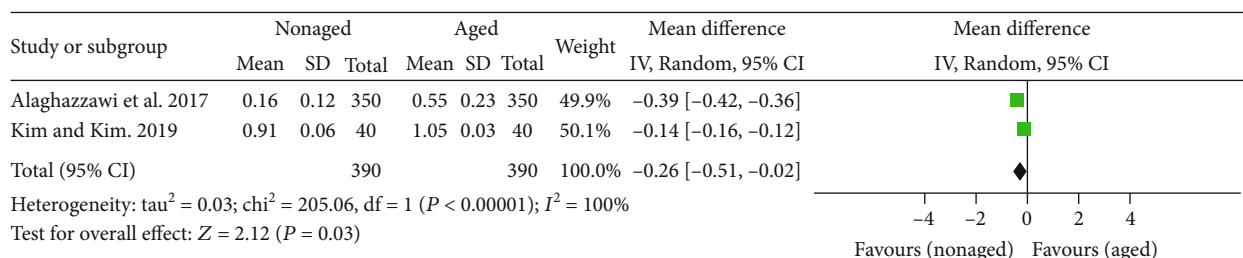 Study or subgroup Nonaged Aged Weight Mean difference Mean difference
Mean SD Total Mean SD Total IV, Random, 95% CI IV, Random, 95% CI
Alaghazzawi et al. 2017 0.16 0.12 350 0.55 0.23 350 49.9% –0.39 [–0.42, –0.36]
Kim and Kim. 2019 0.91 0.06 40 1.05 0.03 40 50.1% –0.14 [–0.16, –0.12]
Total (95% CI) 390 390 100.0% –0.26 [–0.51, –0.02]
Heterogeneity: tau² = 0.03; chi² = 205.06, df = 1 (P < 0.00001); I² = 100%
Test for overall effect: Z = 2.12 (P = 0.03)
–4 –2 0 2 4
Favours (nonaged) Favours (aged)